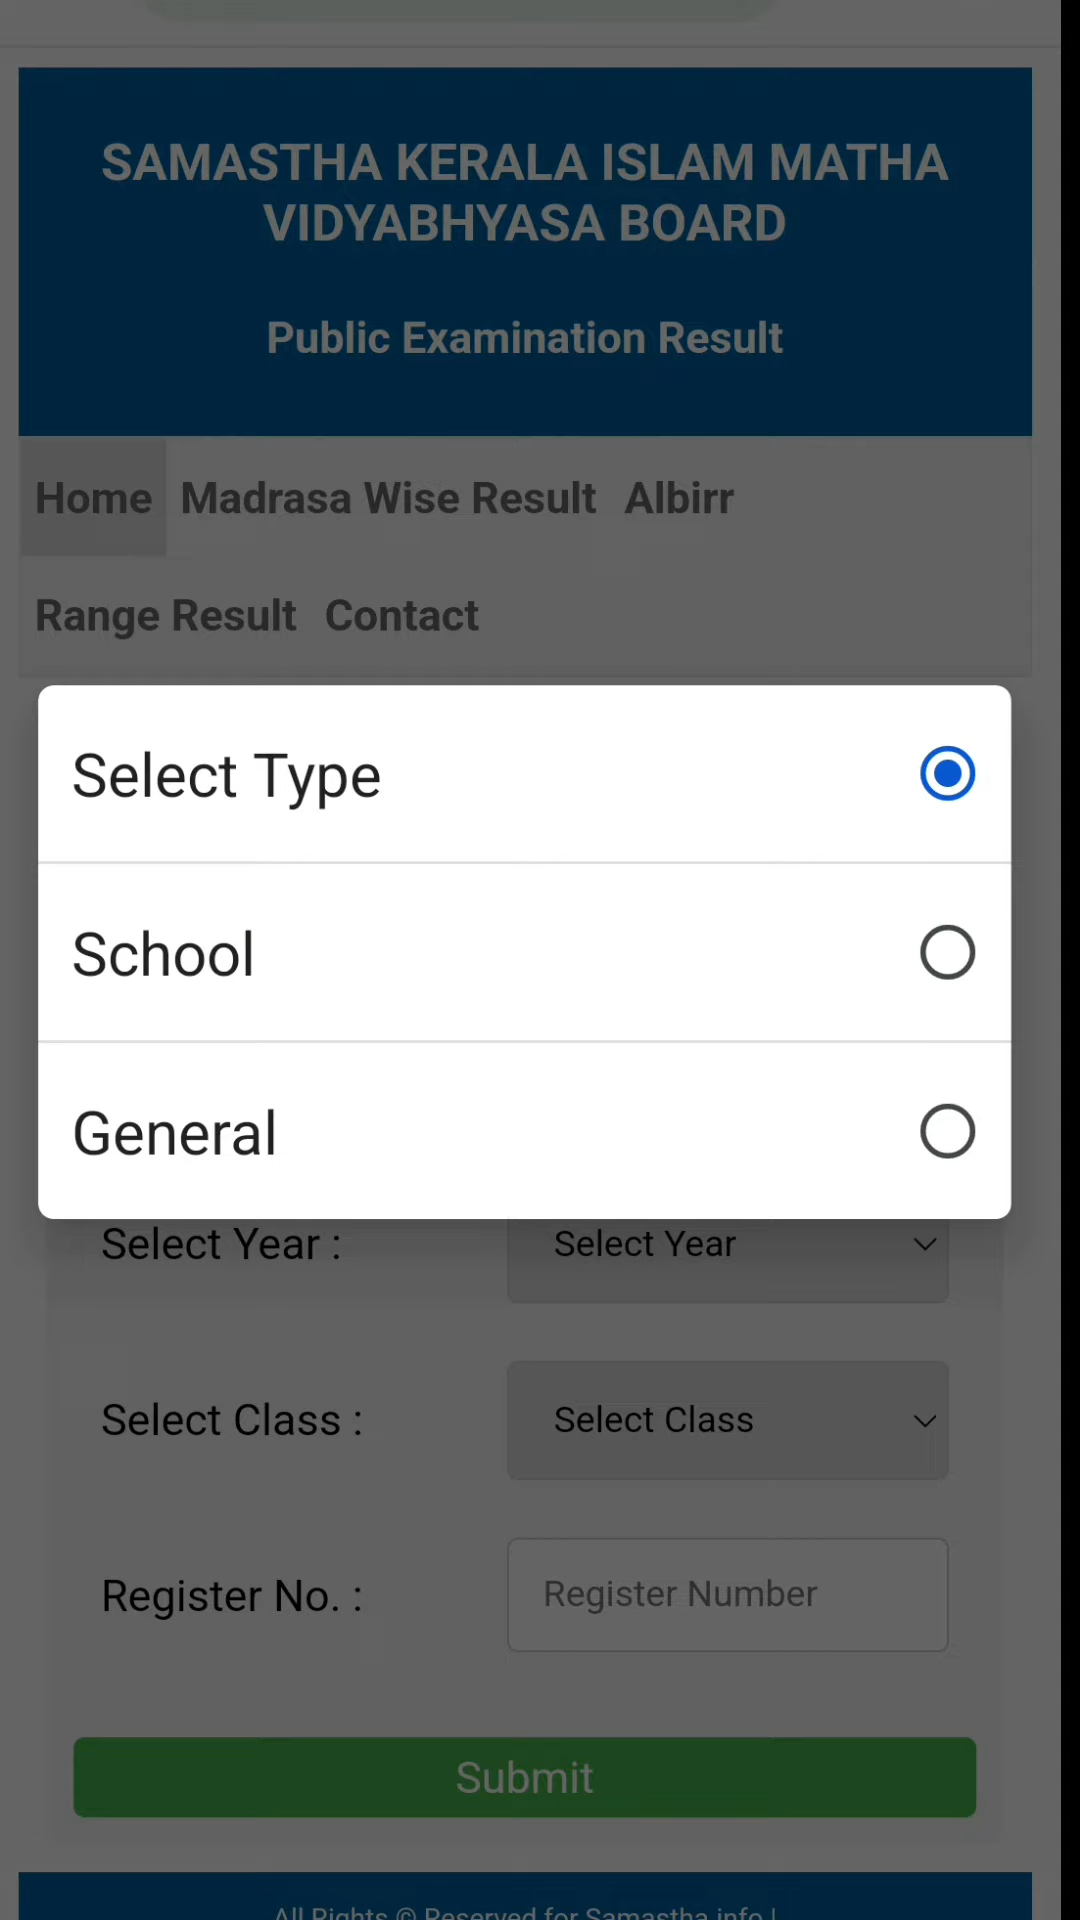 SAMASTHA KERALA ISLAM MATHA
VIDYABHYASA BOARD
Public Examination Result
Home Madrasa Wise Result Albirr
Range Result Contact
Select Type
School
General
Select Year : Select Year
Select Class : Select Class
Register No. : Register Number
Submit
All Rights © Reserved for Samastha.info |